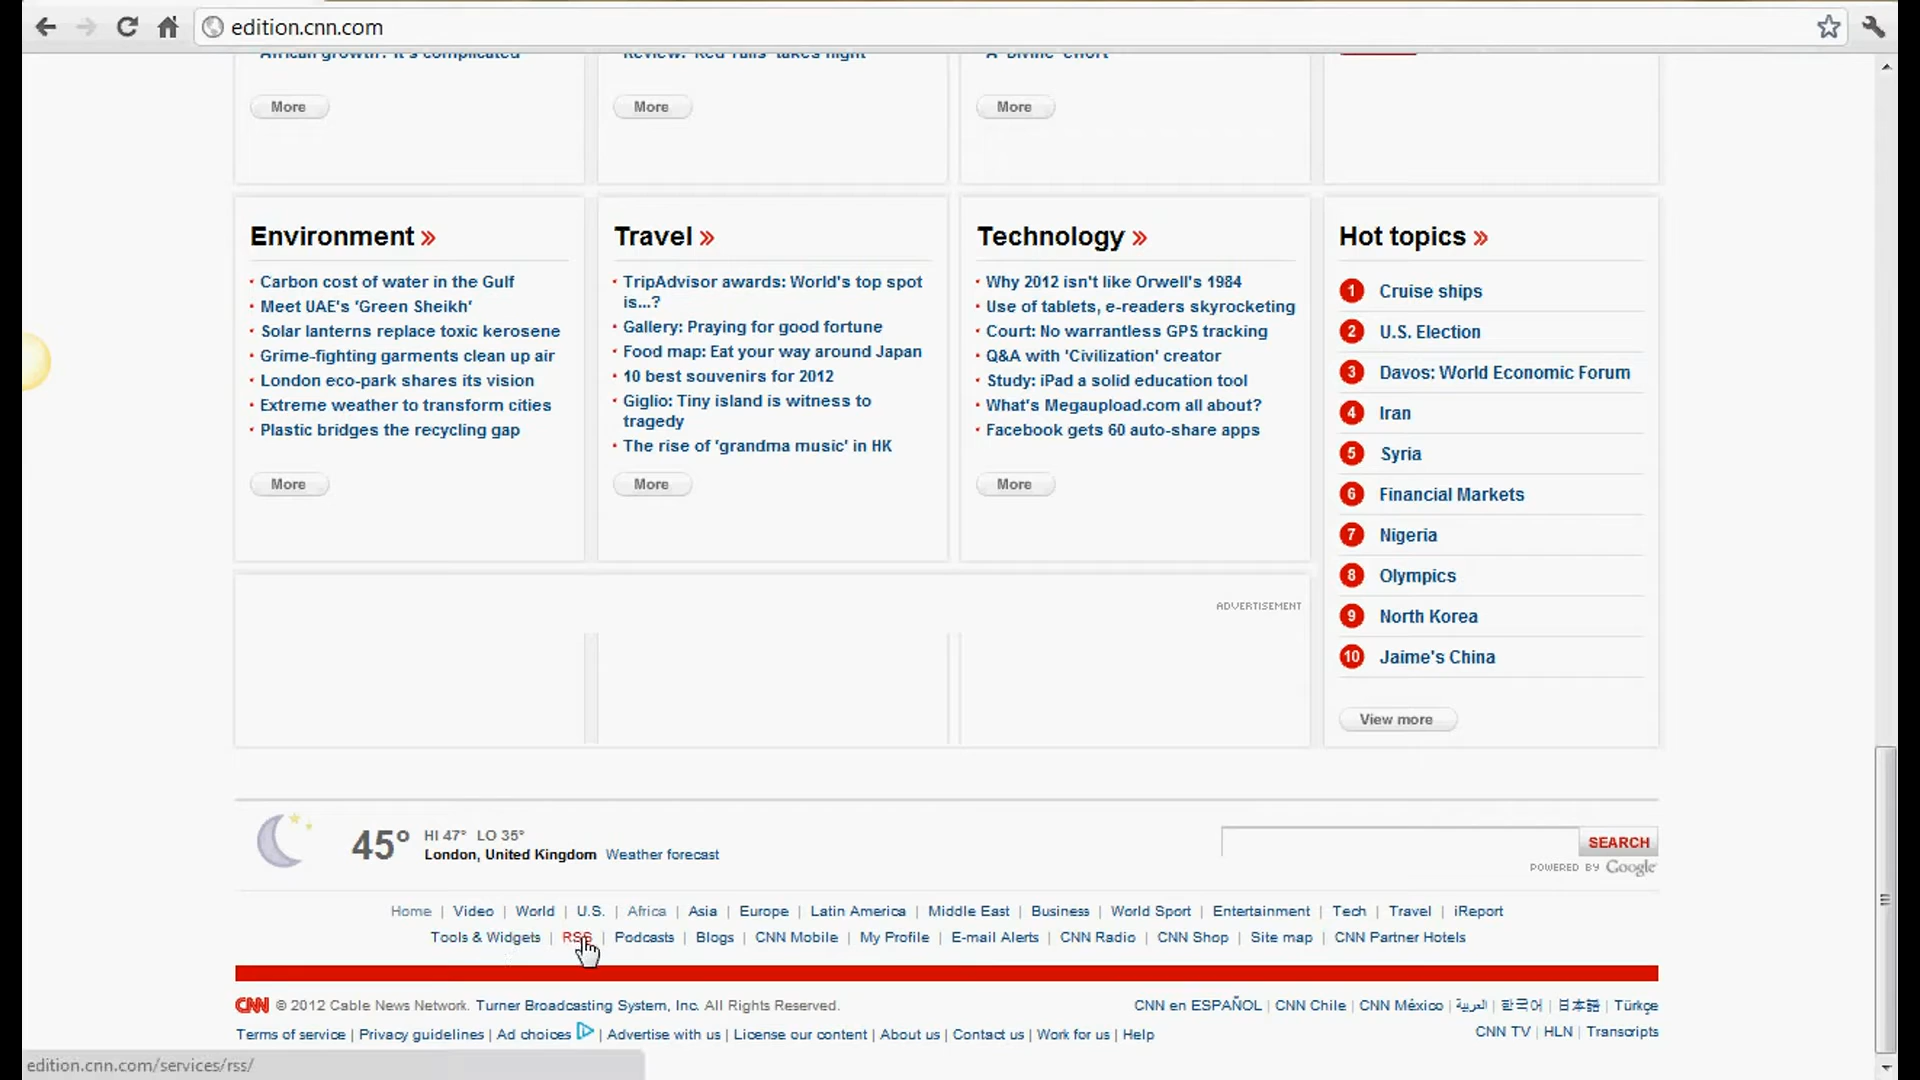 edition.cnn.com
African growth? It's complicated
Review: 'Red Tails' takes flight
A 'Divine' effort
More
More
More
Environment »
Carbon cost of water in the Gulf
Meet UAE's 'Green Sheikh'
Solar lanterns replace toxic kerosene
Grime-fighting garments clean up air
London eco-park shares its vision
Extreme weather to transform cities
Plastic bridges the recycling gap
More
Travel »
TripAdvisor awards: World's top spot
is...?
Gallery: Praying for good fortune
Food map: Eat your way around Japan
10 best souvenirs for 2012
Giglio: Tiny island is witness to
tragedy
The rise of 'grandma music' in HK
More
Technology »
Why 2012 isn't like Orwell's 1984
Use of tablets, e-readers skyrocketing
Court: No warrantless GPS tracking
Q&A with 'Civilization' creator
Study: iPad a solid education tool
What's Megaupload.com all about?
Facebook gets 60 auto-share apps
More
Hot topics »
1 Cruise ships
2 U.S. Election
3 Davos: World Economic Forum
4 Iran
5 Syria
6 Financial Markets
7 Nigeria
8 Olympics
9 North Korea
10 Jaime's China
View more
ADVERTISEMENT
45° HI 47° LO 35°
London, United Kingdom Weather forecast
SEARCH
POWERED BY Google
Home | Video | World | U.S. | Africa | Asia | Europe | Latin America | Middle East | Business | World Sport | Entertainment | Tech | Travel | iReport
Tools & Widgets | RSS | Podcasts | Blogs | CNN Mobile | My Profile | E-mail Alerts | CNN Radio | CNN Shop | Site map | CNN Partner Hotels
CNN © 2012 Cable News Network. Turner Broadcasting System, Inc. All Rights Reserved.
CNN en ESPAÑOL | CNN Chile | CNN México | العربية | 한국어 | 日本語 | Türkçe
Terms of service | Privacy guidelines | Ad choices | Advertise with us | License our content | About us | Contact us | Work for us | Help
CNN TV | HLN | Transcripts
edition.cnn.com/services/rss/